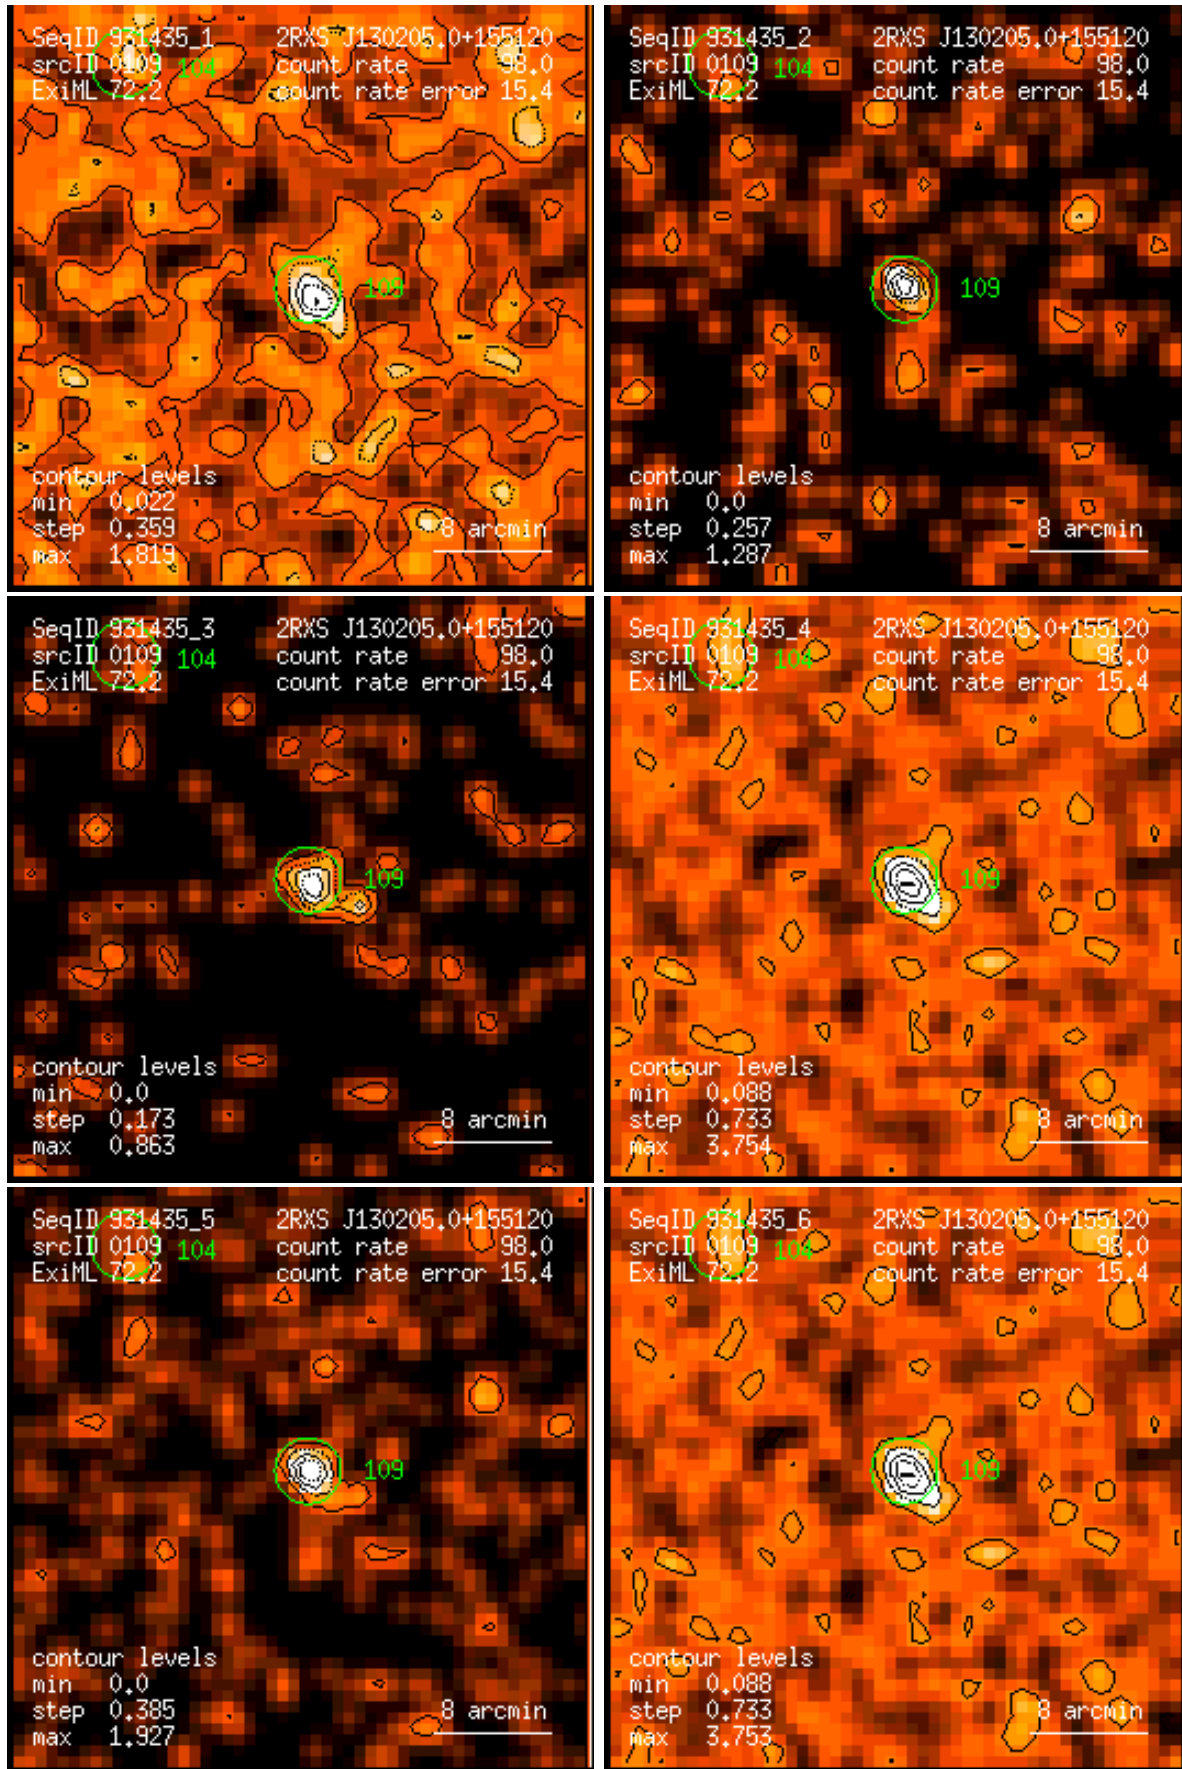 SeqID 931435_1 2RXS J130205.0+155120
srcID 0109 104 count rate 98.0
ExiML 72.2 count rate error 15.4
109
contour levels
min 0.022
step 0.359 8 arcmin
max 1.819
SeqID 931435_2 2RXS J130205.0+155120
srcID 0109 104 count rate 98.0
ExiML 72.2 count rate error 15.4
109
contour levels
min 0.0
step 0.257 8 arcmin
max 1.287
SeqID 931435_3 2RXS J130205.0+155120
srcID 0109 104 count rate 98.0
ExiML 72.2 count rate error 15.4
109
contour levels
min 0.0
step 0.173 8 arcmin
max 0.863
SeqID 931435_4 2RXS J130205.0+155120
srcID 0109 104 count rate 98.0
ExiML 72.2 count rate error 15.4
109
contour levels
min 0.088
step 0.733 8 arcmin
max 3.754
SeqID 931435_5 2RXS J130205.0+155120
srcID 0109 104 count rate 98.0
ExiML 72.2 count rate error 15.4
109
contour levels
min 0.0
step 0.385 8 arcmin
max 1.927
SeqID 931435_6 2RXS J130205.0+155120
srcID 0109 104 count rate 98.0
ExiML 72.2 count rate error 15.4
109
contour levels
min 0.088
step 0.733 8 arcmin
max 3.753